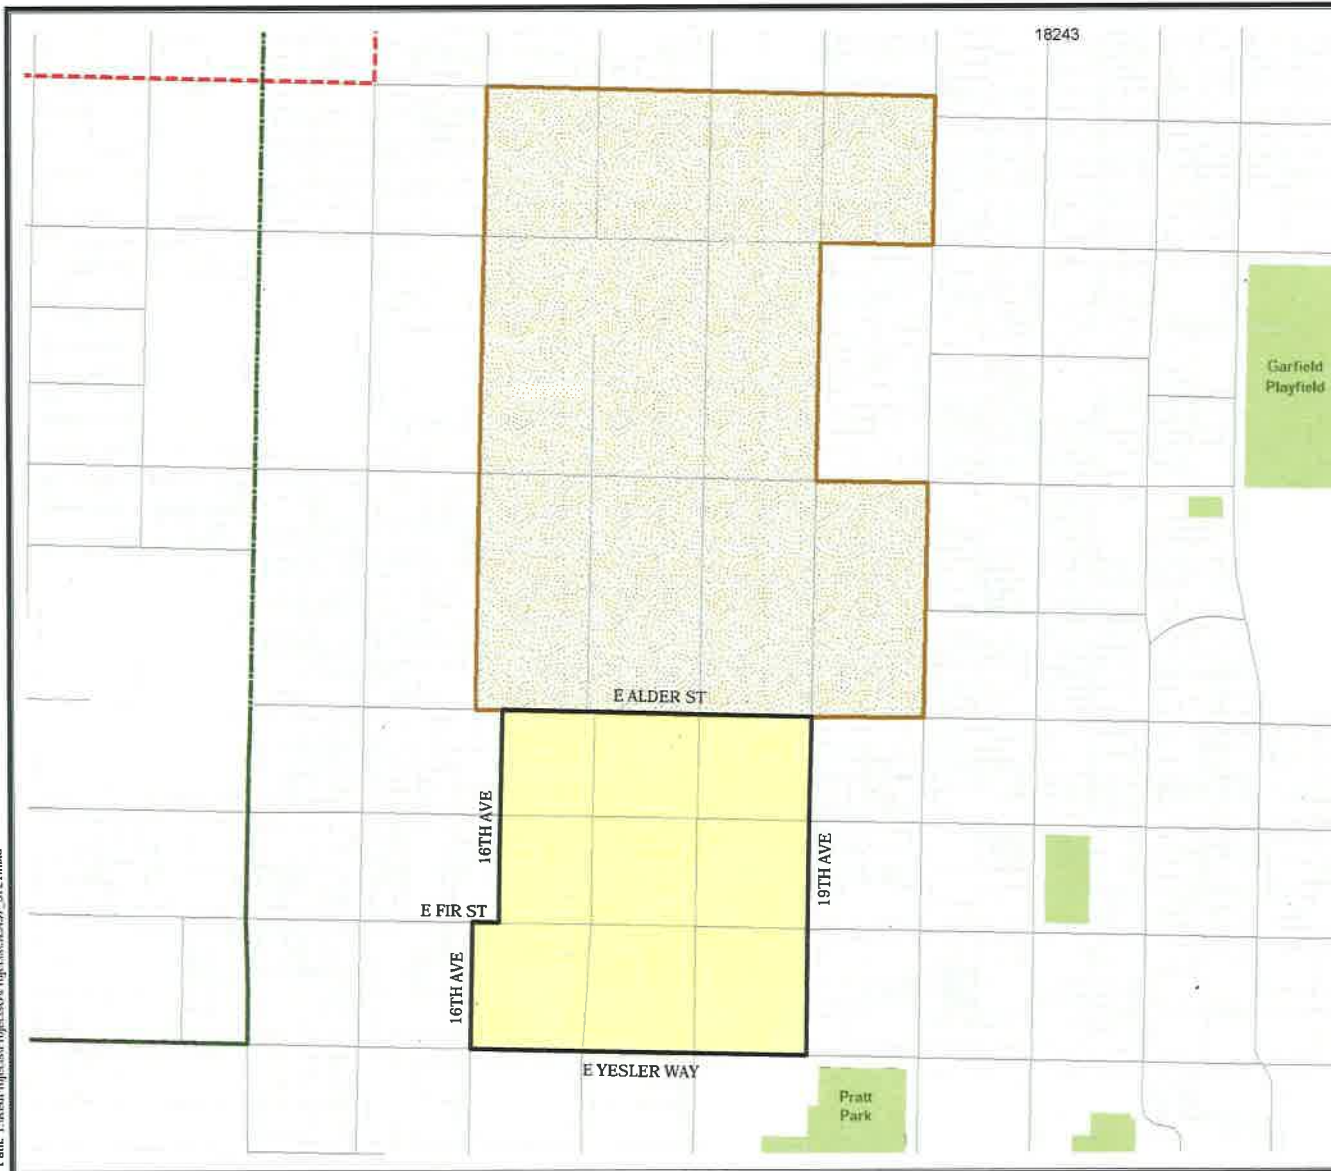 18243
Garfield
Playfield
E ALDER ST
16TH AVE
19TH AVE
E FIR ST
16TH AVE
E YESLER WAY
Pratt
Park